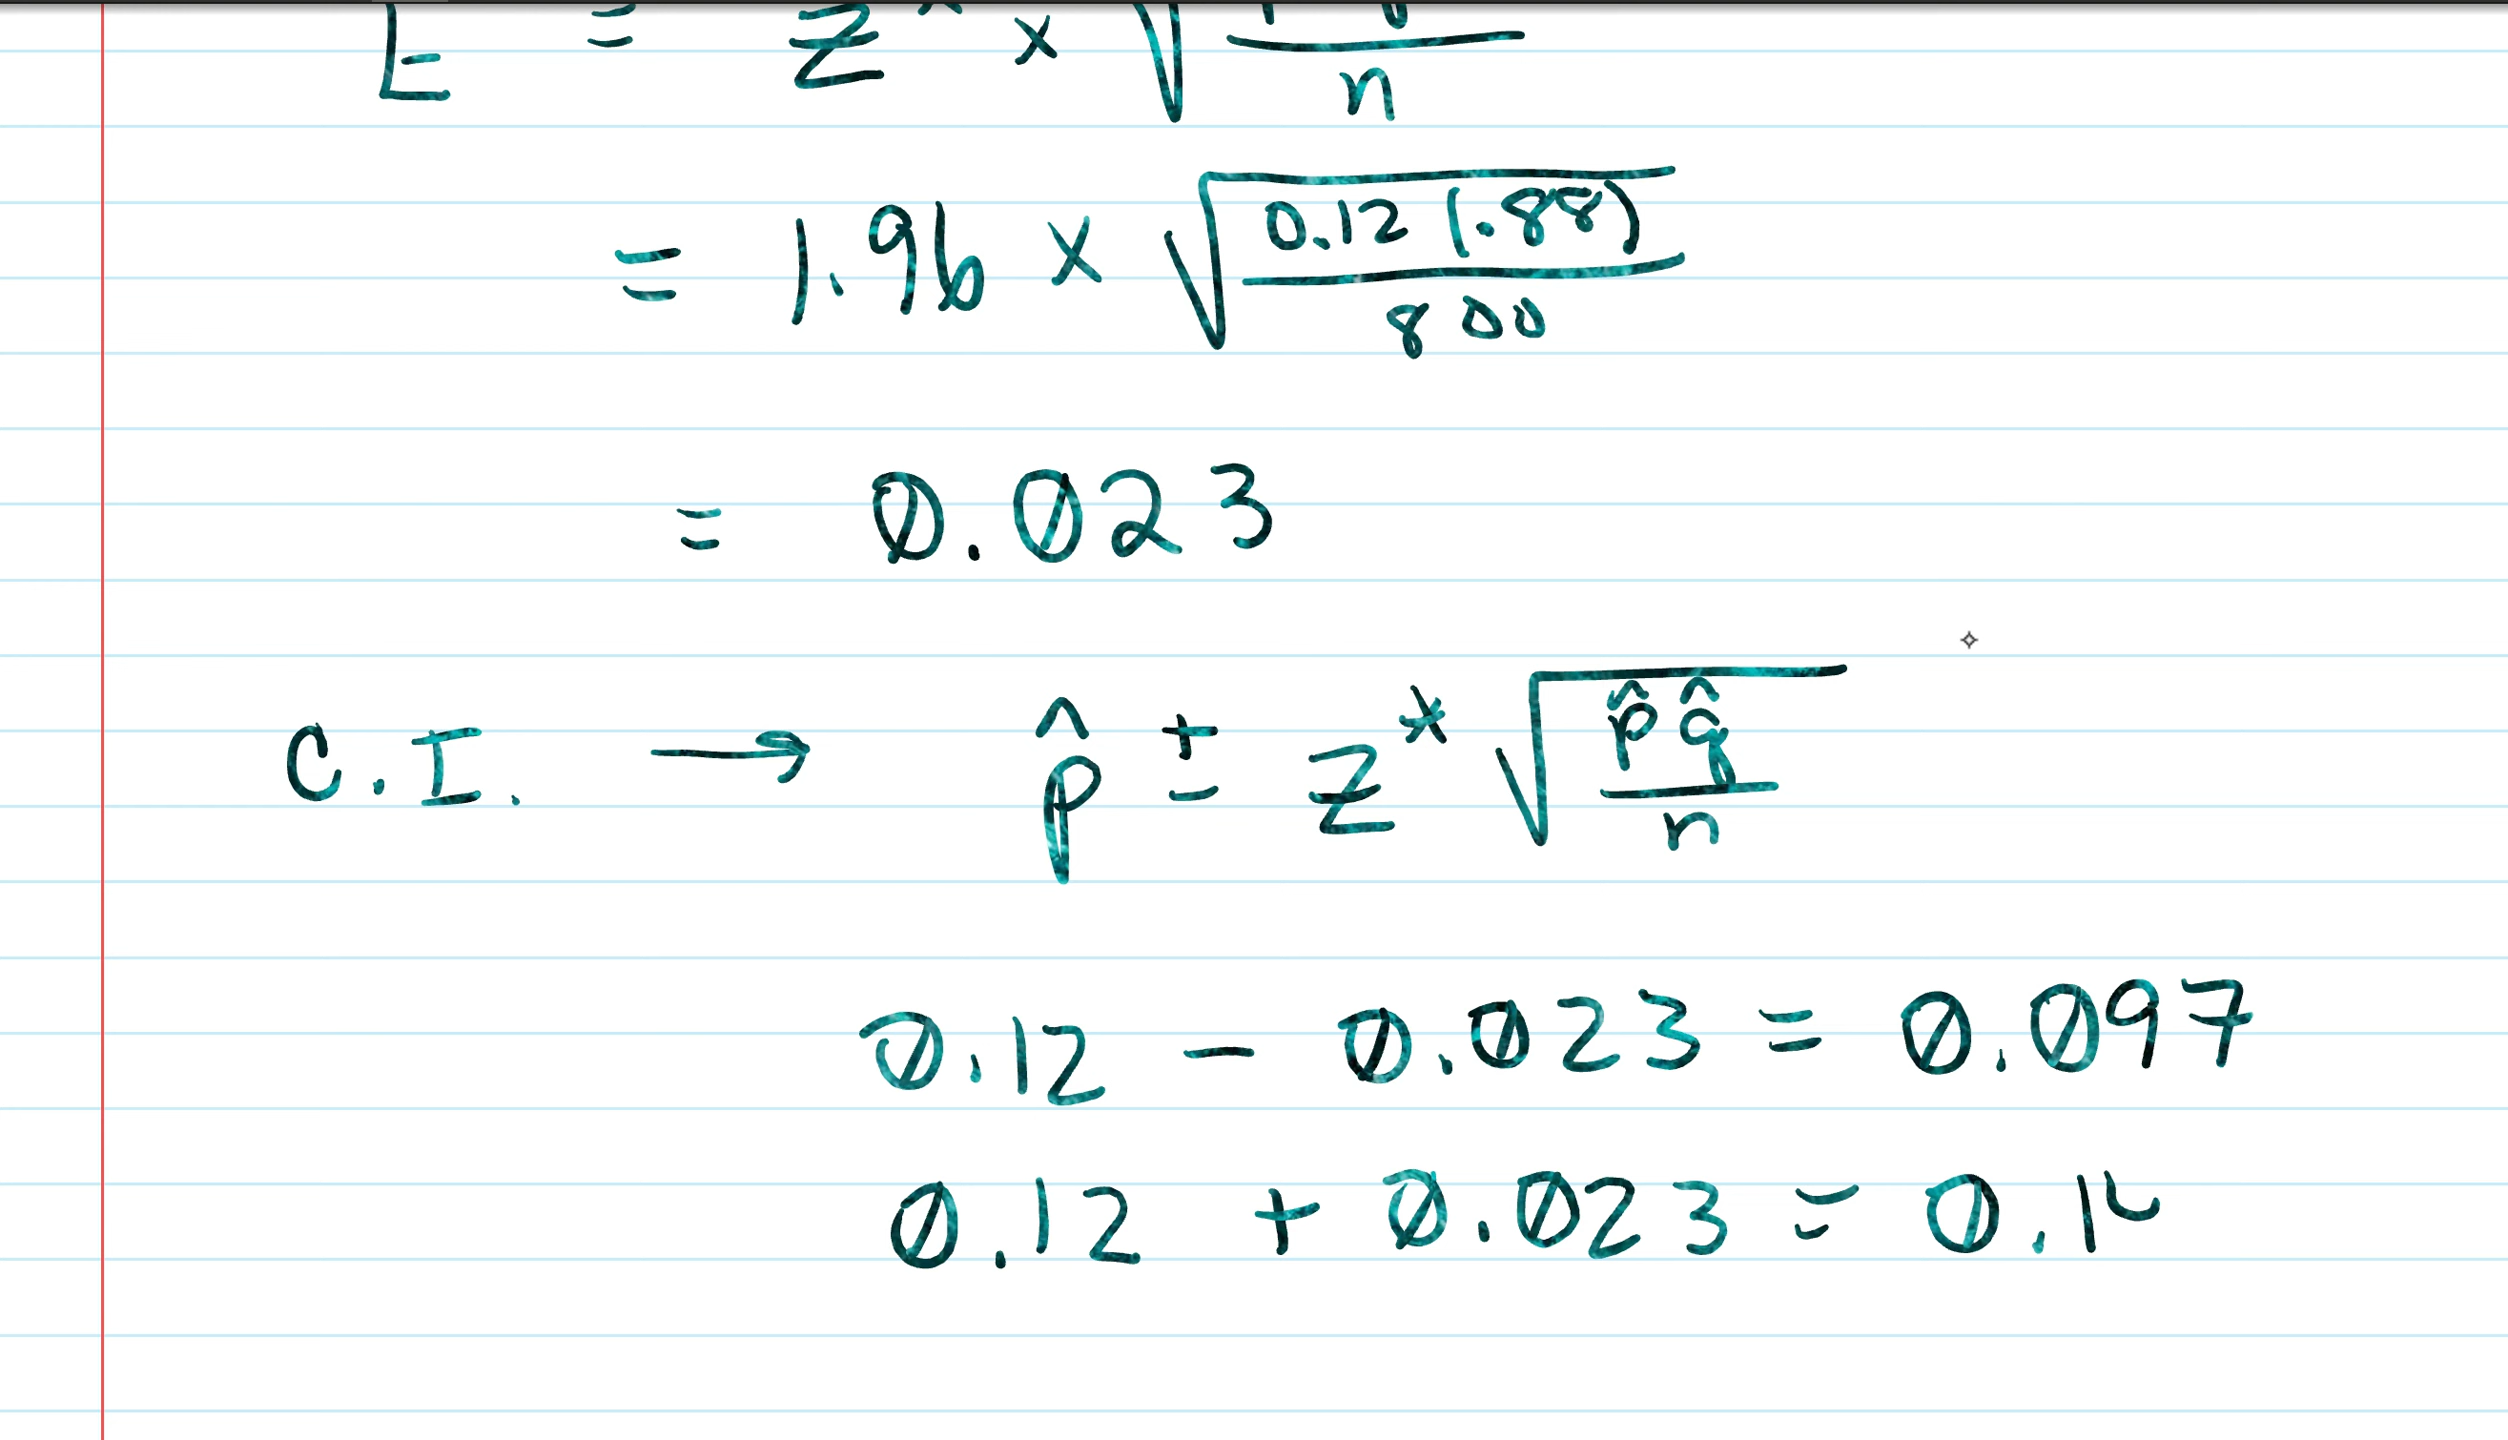 E = z* × √ n
= 1.96 × √(0.12 (.88) / 800)
= 0.023
C.I. → p̂ ± z* √(p̂ q̂ / n)
0.12 − 0.023 = 0.097
0.12 + 0.023 = 0.14